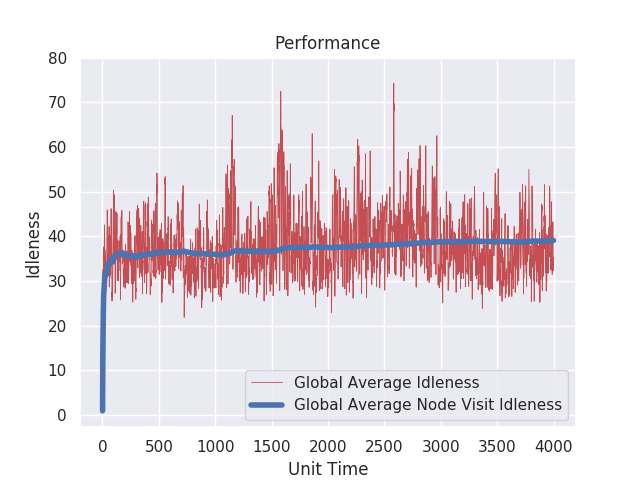 Performance
80
70
60
50
40
30
20
10
0
Idleness
0 500 1000 1500 2000 2500 3000 3500 4000
Unit Time
Global Average Idleness
Global Average Node Visit Idleness